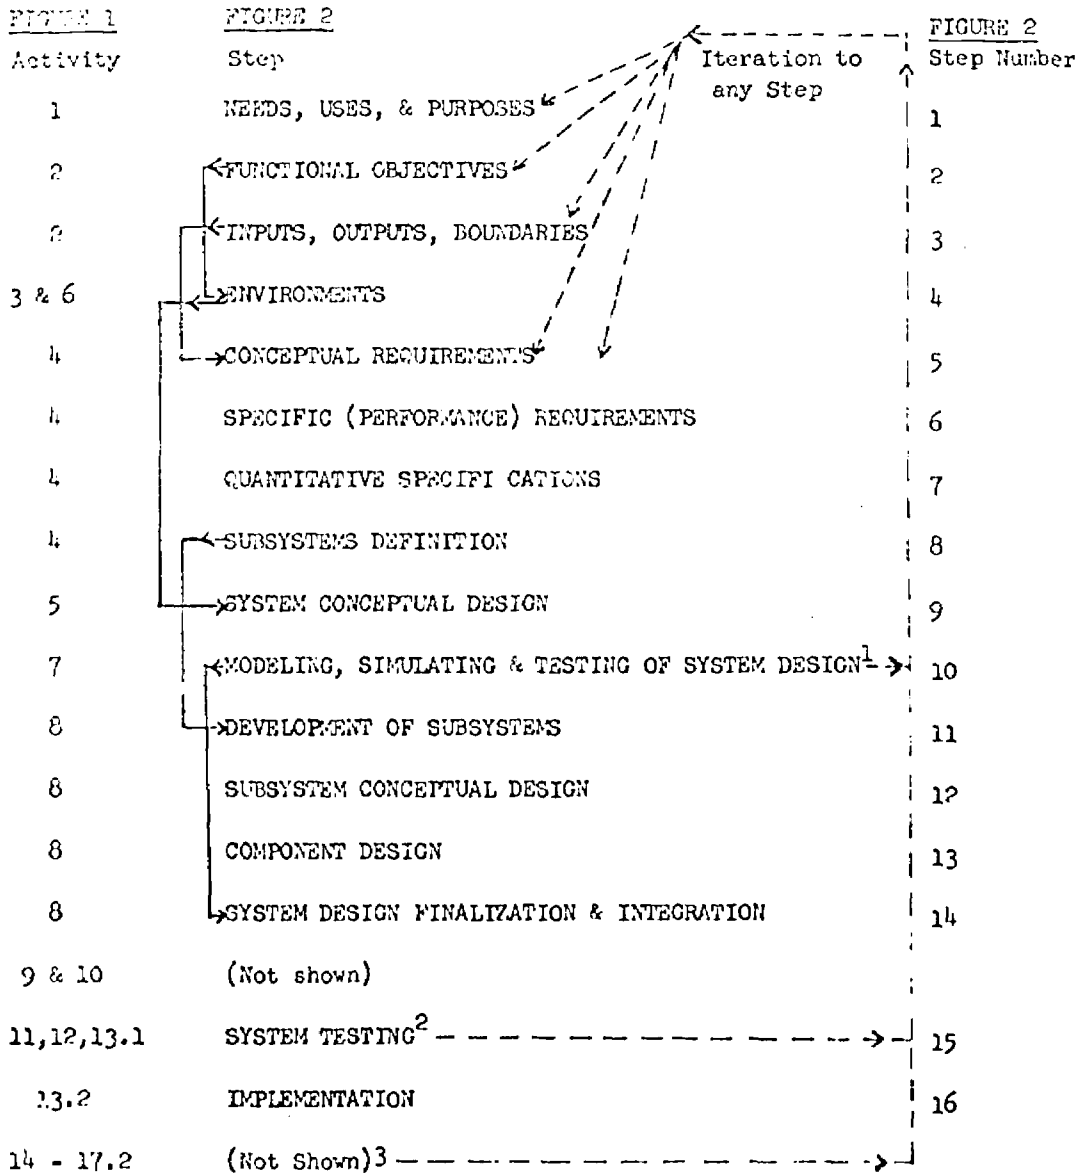 FIGURE 1 FIGURE 2 FIGURE 2
Activity Step Iteration to any Step Step Number
1 NEEDS, USES, & PURPOSES 1
2 FUNCTIONAL OBJECTIVES 2
2 INPUTS, OUTPUTS, BOUNDARIES 3
3 & 6 ENVIRONMENTS 4
4 CONCEPTUAL REQUIREMENTS 5
4 SPECIFIC (PERFORMANCE) REQUIREMENTS 6
4 QUANTITATIVE SPECIFI CATIONS 7
4 SUBSYSTEMS DEFINITION 8
5 SYSTEM CONCEPTUAL DESIGN 9
7 MODELING, SIMULATING & TESTING OF SYSTEM DESIGN1 10
8 DEVELOPMENT OF SUBSYSTEMS 11
8 SUBSYSTEM CONCEPTUAL DESIGN 12
8 COMPONENT DESIGN 13
8 SYSTEM DESIGN FINALIZATION & INTEGRATION 14
9 & 10 (Not shown)
11,12,13.1 SYSTEM TESTING2 15
13.2 IMPLEMENTATION 16
14 - 17.2 (Not Shown)3